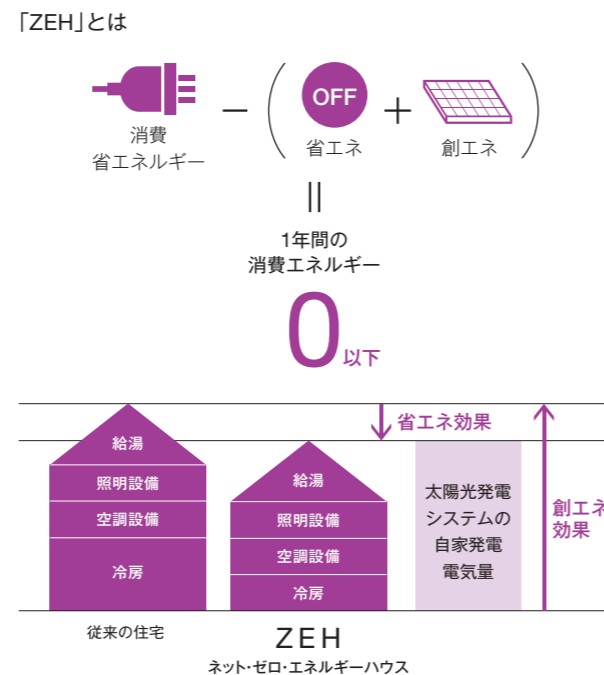 「ZEH」とは
消費
省エネルギー
−
(
OFF
省エネ
+
創エネ
)
||
1年間の
消費エネルギー
0以下
給湯
照明設備
空調設備
冷房
従来の住宅
給湯
照明設備
空調設備
冷房
ZEH
ネット・ゼロ・エネルギーハウス
省エネ効果
太陽光発電
システムの
自家発電
電気量
創エネ
効果